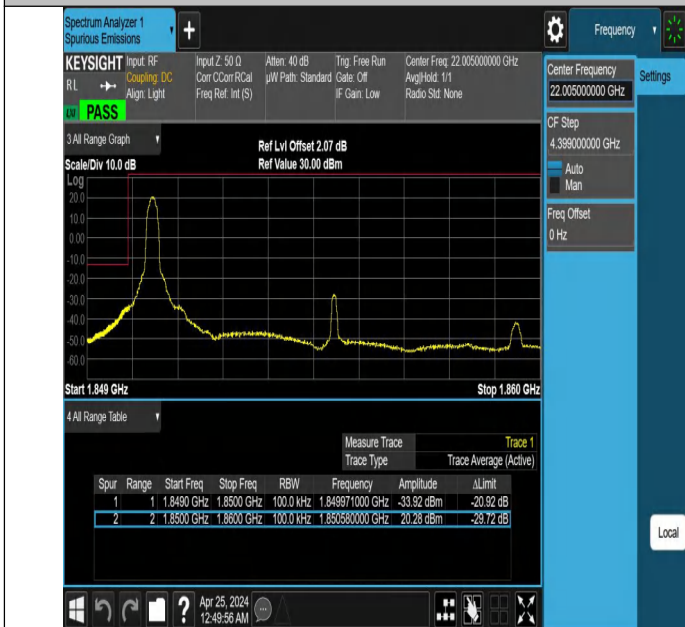 Spectrum Analyzer 1
Spurious Emissions
+
Frequency
KEYSIGHT
RL
Input: RF
Coupling: DC
Align: Light
Input Z: 50 Ω
Corr CCorr RCal
Freq Ref: Int (S)
Atten: 40 dB
µW Path: Standard
Trig: Free Run
Gate: Off
IF Gain: Low
Center Freq: 22.005000000 GHz
Avg|Hold: 1/1
Radio Std: None
PASS
3 All Range Graph
Scale/Div 10.0 dB
Ref Lvl Offset 2.07 dB
Ref Value 30.00 dBm
Log
20.0
10.0
0.00
-10.0
-20.0
-30.0
-40.0
-50.0
-60.0
Start 1.849 GHz
Stop 1.860 GHz
4 All Range Table
Measure Trace Trace 1
Trace Type Trace Average (Active)
Spur Range Start Freq Stop Freq RBW Frequency Amplitude ΔLimit
1 1 1.8490 GHz 1.8500 GHz 100.0 kHz 1.849971000 GHz -33.92 dBm -20.92 dB
2 2 1.8500 GHz 1.8600 GHz 100.0 kHz 1.850580000 GHz 20.28 dBm -29.72 dB
Center Frequency
22.005000000 GHz
Settings
CF Step
4.399000000 GHz
Auto
Man
Freq Offset
0 Hz
Local
?
Apr 25, 2024
12:49:56 AM